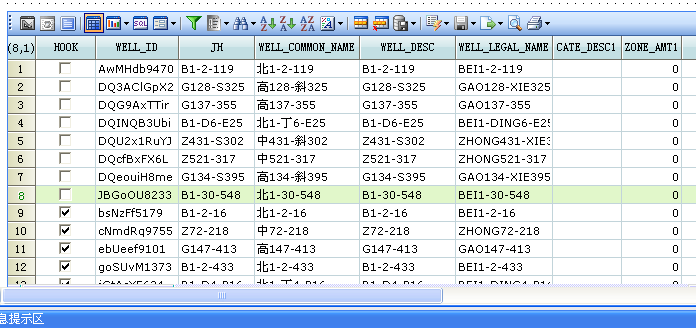 SQL AZ ZA AZ ZA
(8,1) HOOK WELL_ID JH WELL_COMMON_NAME WELL_DESC WELL_LEGAL_NAME CATE_DESC1 ZONE_AMT1
1 AwMHdb9470 B1-2-119 北1-2-119 B1-2-119 BEI1-2-119 0
2 DQ3AClGpX2 G128-S325 高128-斜325 G128-S325 GAO128-XIE325 0
3 DQG9AxTTir G137-355 高137-355 G137-355 GAO137-355 0
4 DQINQB3Ubi B1-D6-E25 北1-丁6-E25 B1-D6-E25 BEI1-DING6-E25 0
5 DQU2x1RuYJ Z431-S302 中431-斜302 Z431-S302 ZHONG431-XIE3 0
6 DQcfBxFX6L Z521-317 中521-317 Z521-317 ZHONG521-317 0
7 DQeouiH8me G134-S395 高134-斜395 G134-S395 GAO134-XIE395 0
8 JBGoOU8233 B1-30-548 北1-30-548 B1-30-548 BEI1-30-548 0
9 bsNzFf5179 B1-2-16 北1-2-16 B1-2-16 BEI1-2-16 0
10 cNmdRq9755 Z72-218 中72-218 Z72-218 ZHONG72-218 0
11 ebUeef9101 G147-413 高147-413 G147-413 GAO147-413 0
12 goSUvM1373 B1-2-433 北1-2-433 B1-2-433 BEI1-2-433 0
息提示区